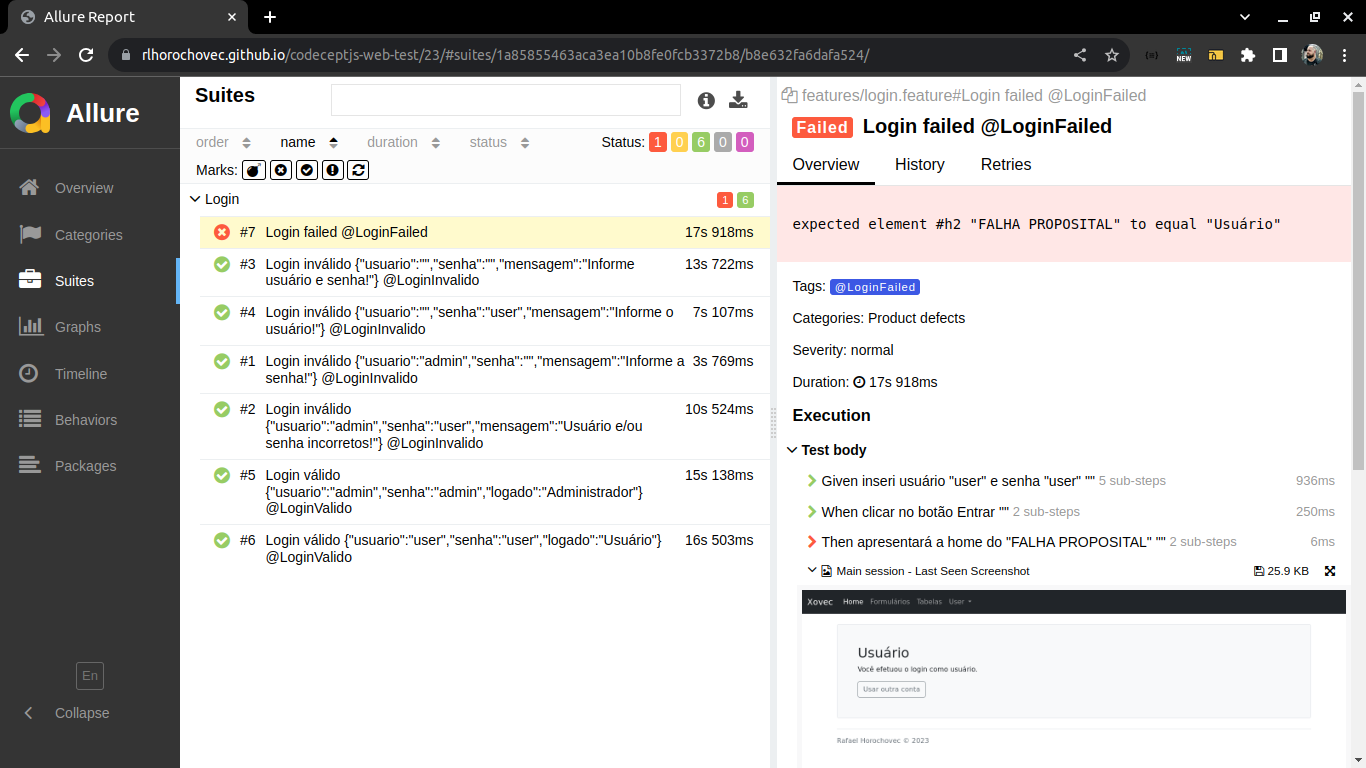 Allure Report
rlhorochovec.github.io/codeceptjs-web-test/23/#suites/1a85855463aca3ea10b8fe0fcb3372b8/b8e632fa6dafa524/
NEW
Allure
Overview
Categories
Suites
Graphs
Timeline
Behaviors
Packages
En
Collapse
Suites
order name duration status Status: 1 0 6 0 0
Marks:
Login 1 6
#7 Login failed @LoginFailed 17s 918ms
#3 Login inválido {"usuario":"","senha":"","mensagem":"Informe 13s 722ms
usuário e senha!"} @LoginInvalido
#4 Login inválido {"usuario":"","senha":"user","mensagem":"Informe o 7s 107ms
usuário!"} @LoginInvalido
#1 Login inválido {"usuario":"admin","senha":"","mensagem":"Informe a 3s 769ms
senha!"} @LoginInvalido
#2 Login inválido 10s 524ms
{"usuario":"admin","senha":"user","mensagem":"Usuário e/ou
senha incorretos!"} @LoginInvalido
#5 Login válido 15s 138ms
{"usuario":"admin","senha":"admin","logado":"Administrador"}
@LoginValido
#6 Login válido {"usuario":"user","senha":"user","logado":"Usuário"} 16s 503ms
@LoginValido
features/login.feature#Login failed @LoginFailed
Failed Login failed @LoginFailed
Overview History Retries
expected element #h2 "FALHA PROPOSITAL" to equal "Usuário"
Tags: @LoginFailed
Categories: Product defects
Severity: normal
Duration: 17s 918ms
Execution
Test body
Given inseri usuário "user" e senha "user" "" 5 sub-steps 936ms
When clicar no botão Entrar "" 2 sub-steps 250ms
Then apresentará a home do "FALHA PROPOSITAL" "" 2 sub-steps 6ms
Main session - Last Seen Screenshot 25.9 KB
Xovec Home Formulários Tabelas User
Usuário
Você efetuou o login como usuário.
Usar outra conta
Rafael Horochovec © 2023